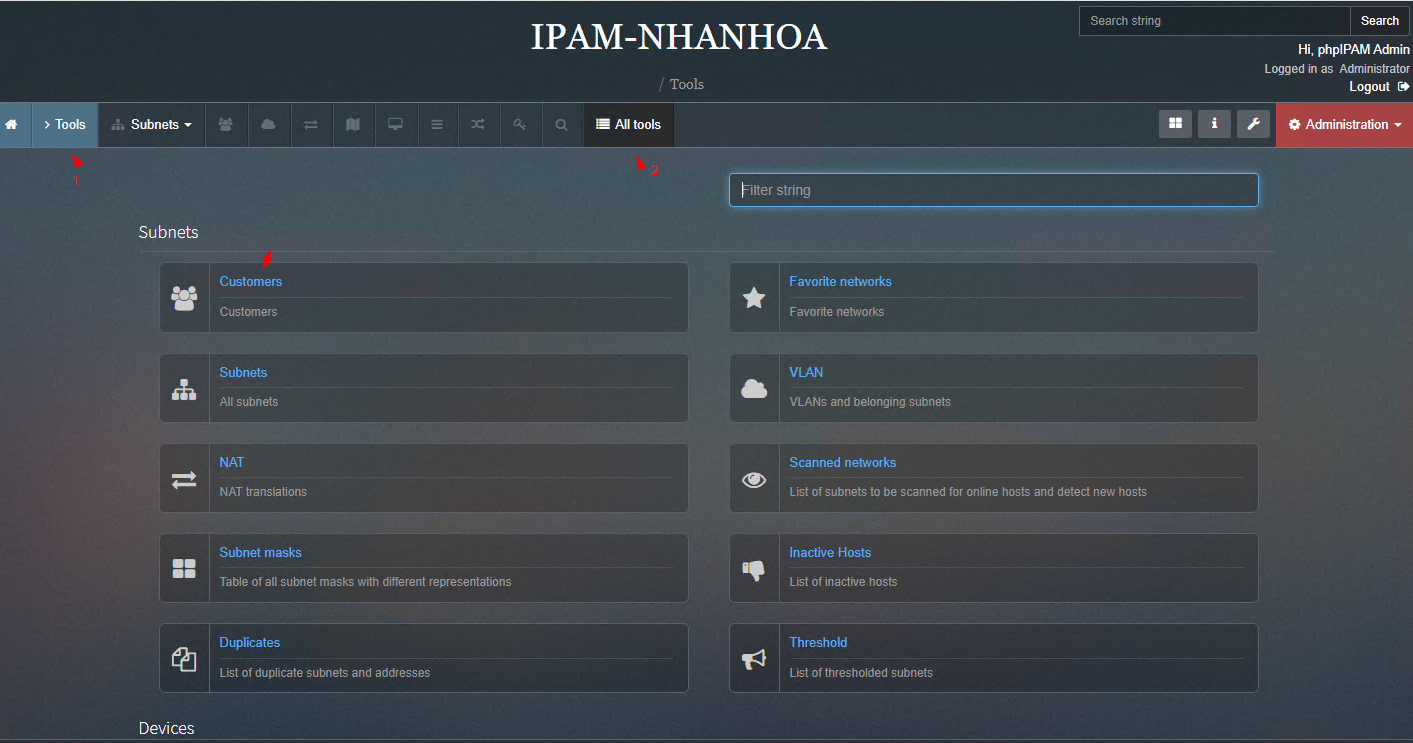 IPAM-NHANHOA
Search string
Search
Hi, phpIPAM Admin
/ Tools
Logged in as Administrator
Logout
> Tools
Subnets
All tools
Administration
1
2
Filter string
Subnets
Customers
Customers
Favorite networks
Favorite networks
Subnets
All subnets
VLAN
VLANs and belonging subnets
NAT
NAT translations
Scanned networks
List of subnets to be scanned for online hosts and detect new hosts
Subnet masks
Table of all subnet masks with different representations
Inactive Hosts
List of inactive hosts
Duplicates
List of duplicate subnets and addresses
Threshold
List of thresholded subnets
Devices